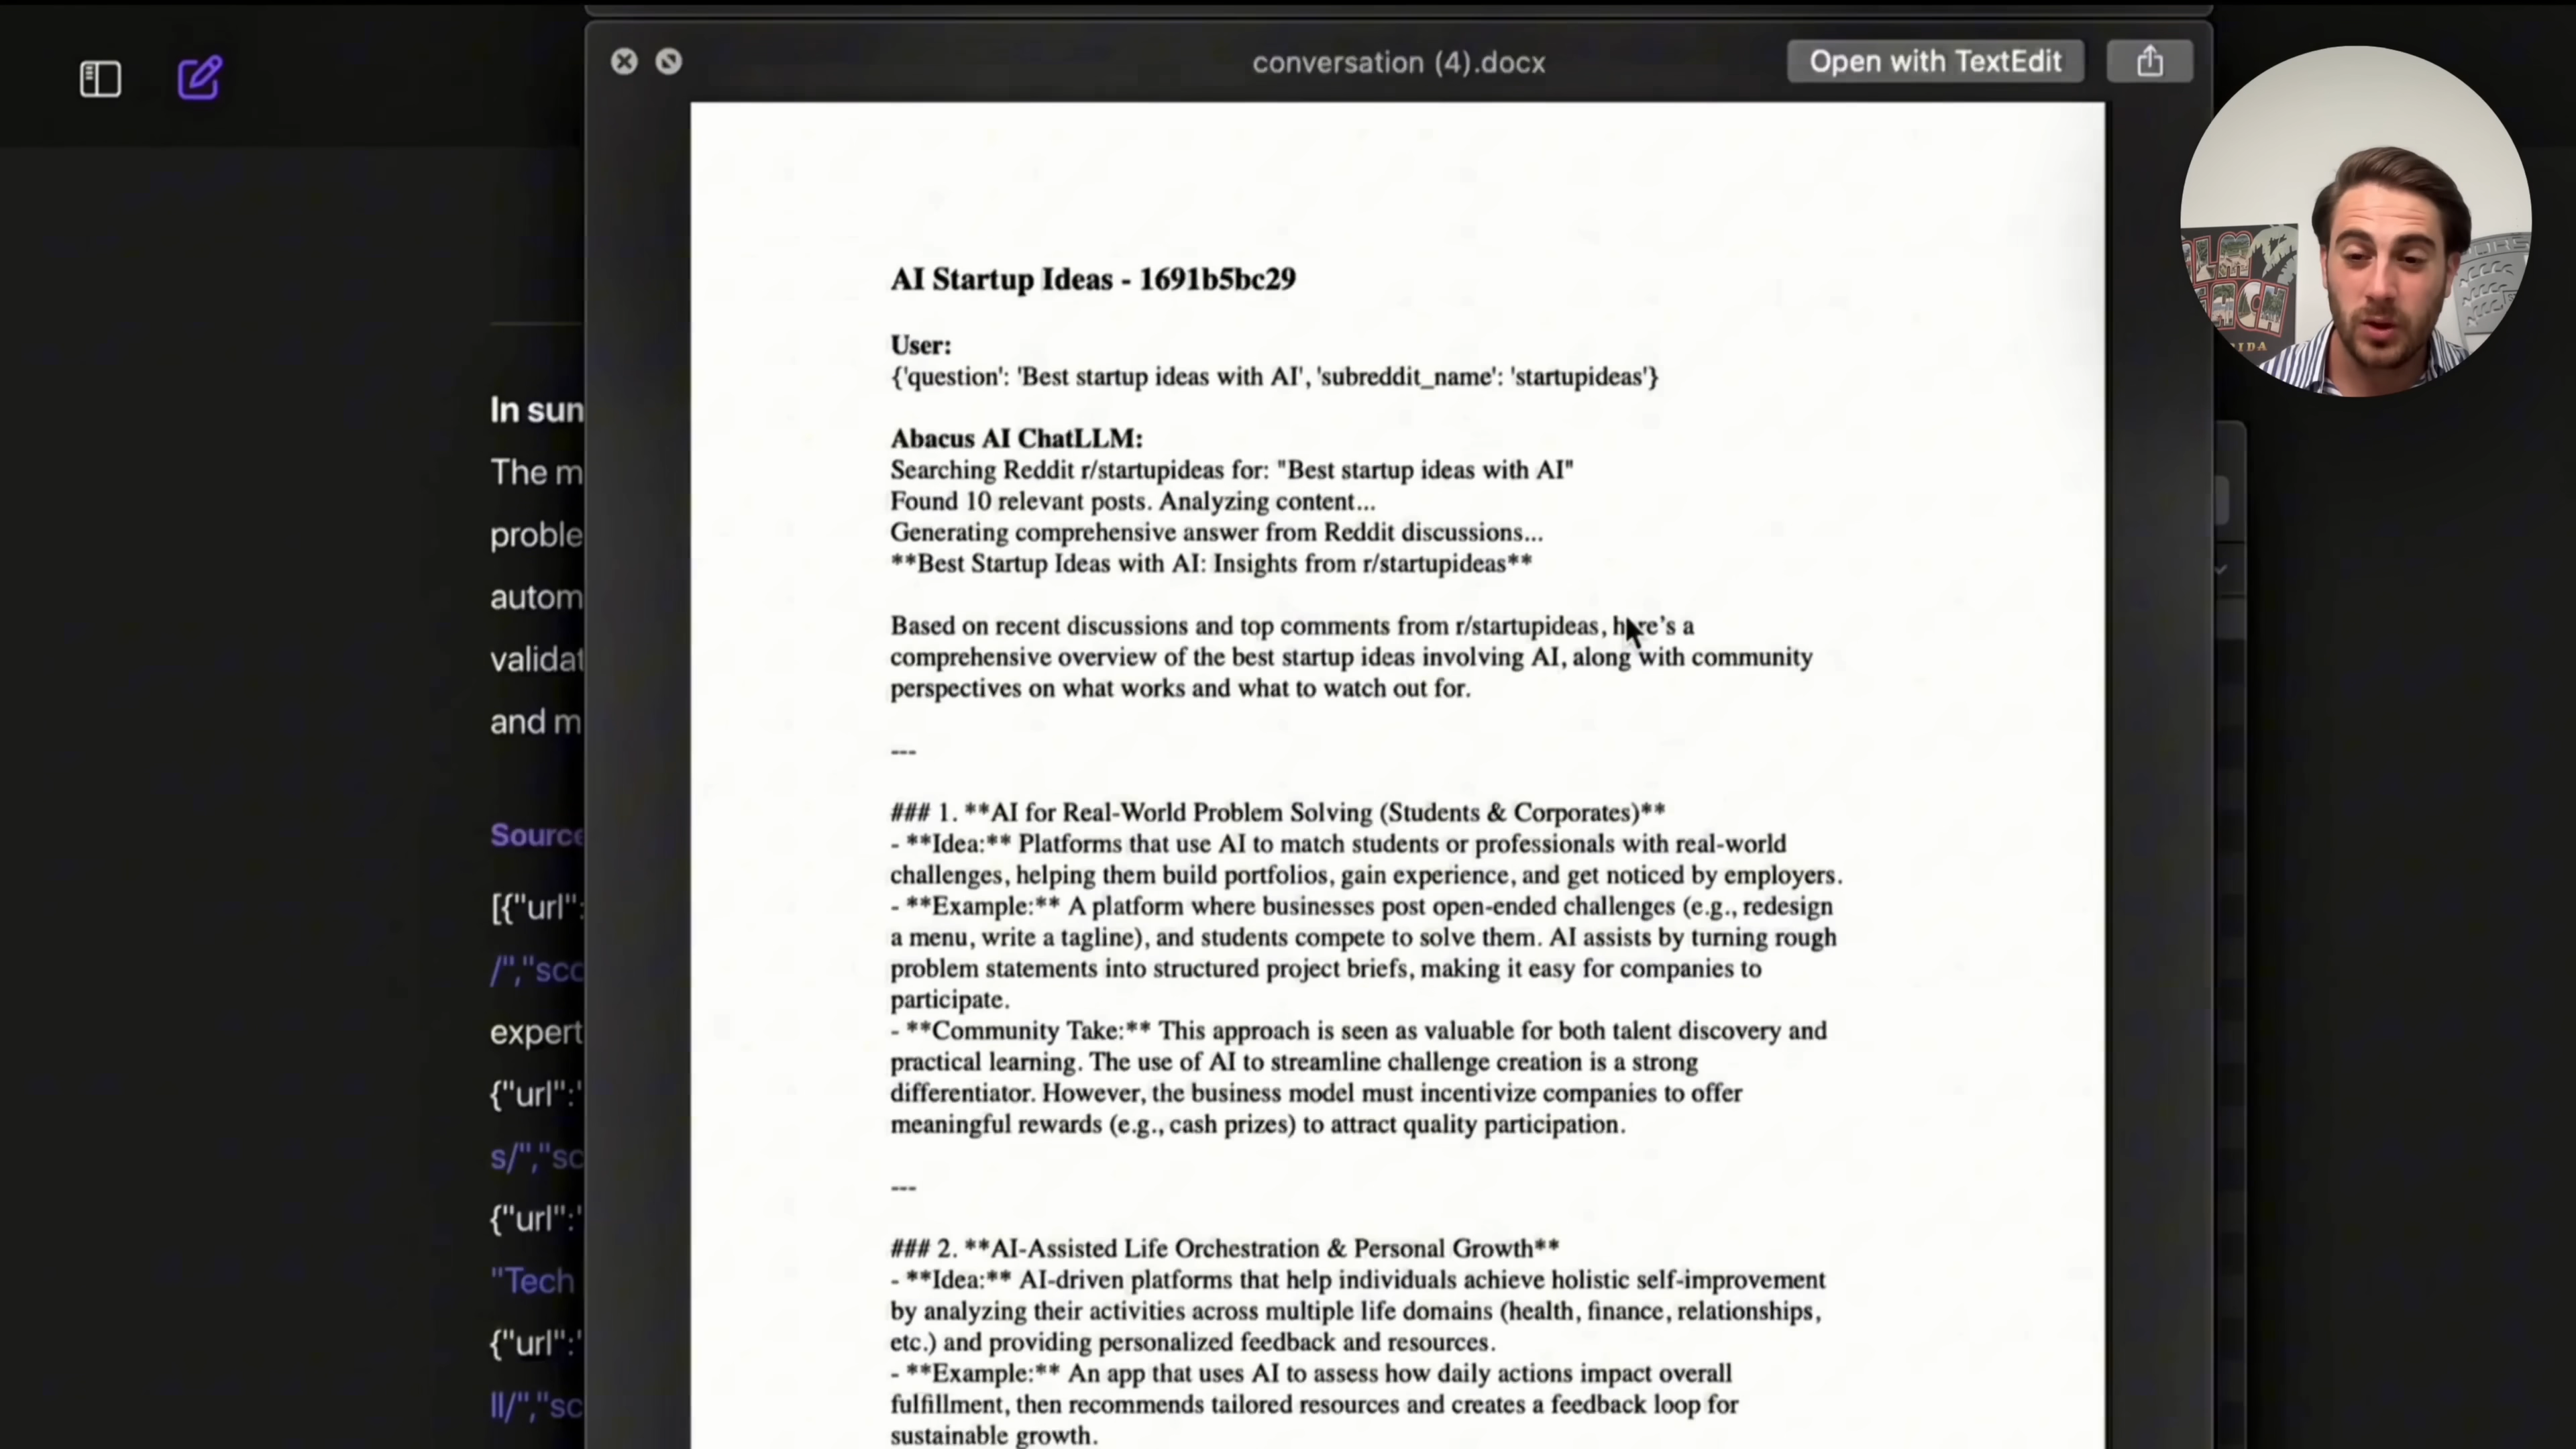 conversation (4).docx
Open with TextEdit
AI Startup Ideas - 1691b5bc29
User:
{'question': 'Best startup ideas with AI', 'subreddit_name': 'startupideas'}
Abacus AI ChatLLM:
Searching Reddit r/startupideas for: "Best startup ideas with AI"
Found 10 relevant posts. Analyzing content...
Generating comprehensive answer from Reddit discussions...
**Best Startup Ideas with AI: Insights from r/startupideas**
Based on recent discussions and top comments from r/startupideas, here's a
comprehensive overview of the best startup ideas involving AI, along with community
perspectives on what works and what to watch out for.
---
### 1. **AI for Real-World Problem Solving (Students & Corporates)**
- **Idea:** Platforms that use AI to match students or professionals with real-world
challenges, helping them build portfolios, gain experience, and get noticed by employers.
- **Example:** A platform where businesses post open-ended challenges (e.g., redesign
a menu, write a tagline), and students compete to solve them. AI assists by turning rough
problem statements into structured project briefs, making it easy for companies to
participate.
- **Community Take:** This approach is seen as valuable for both talent discovery and
practical learning. The use of AI to streamline challenge creation is a strong
differentiator. However, the business model must incentivize companies to offer
meaningful rewards (e.g., cash prizes) to attract quality participation.
---
### 2. **AI-Assisted Life Orchestration & Personal Growth**
- **Idea:** AI-driven platforms that help individuals achieve holistic self-improvement
by analyzing their activities across multiple life domains (health, finance, relationships,
etc.) and providing personalized feedback and resources.
- **Example:** An app that uses AI to assess how daily actions impact overall
fulfillment, then recommends tailored resources and creates a feedback loop for
sustainable growth.
In sum
The m
proble
autom
validat
and m
Source
[{"url":
/","sco
expert
{"url":"
s/","sc
{"url":"
"Tech
{"url":"
ll/","sc